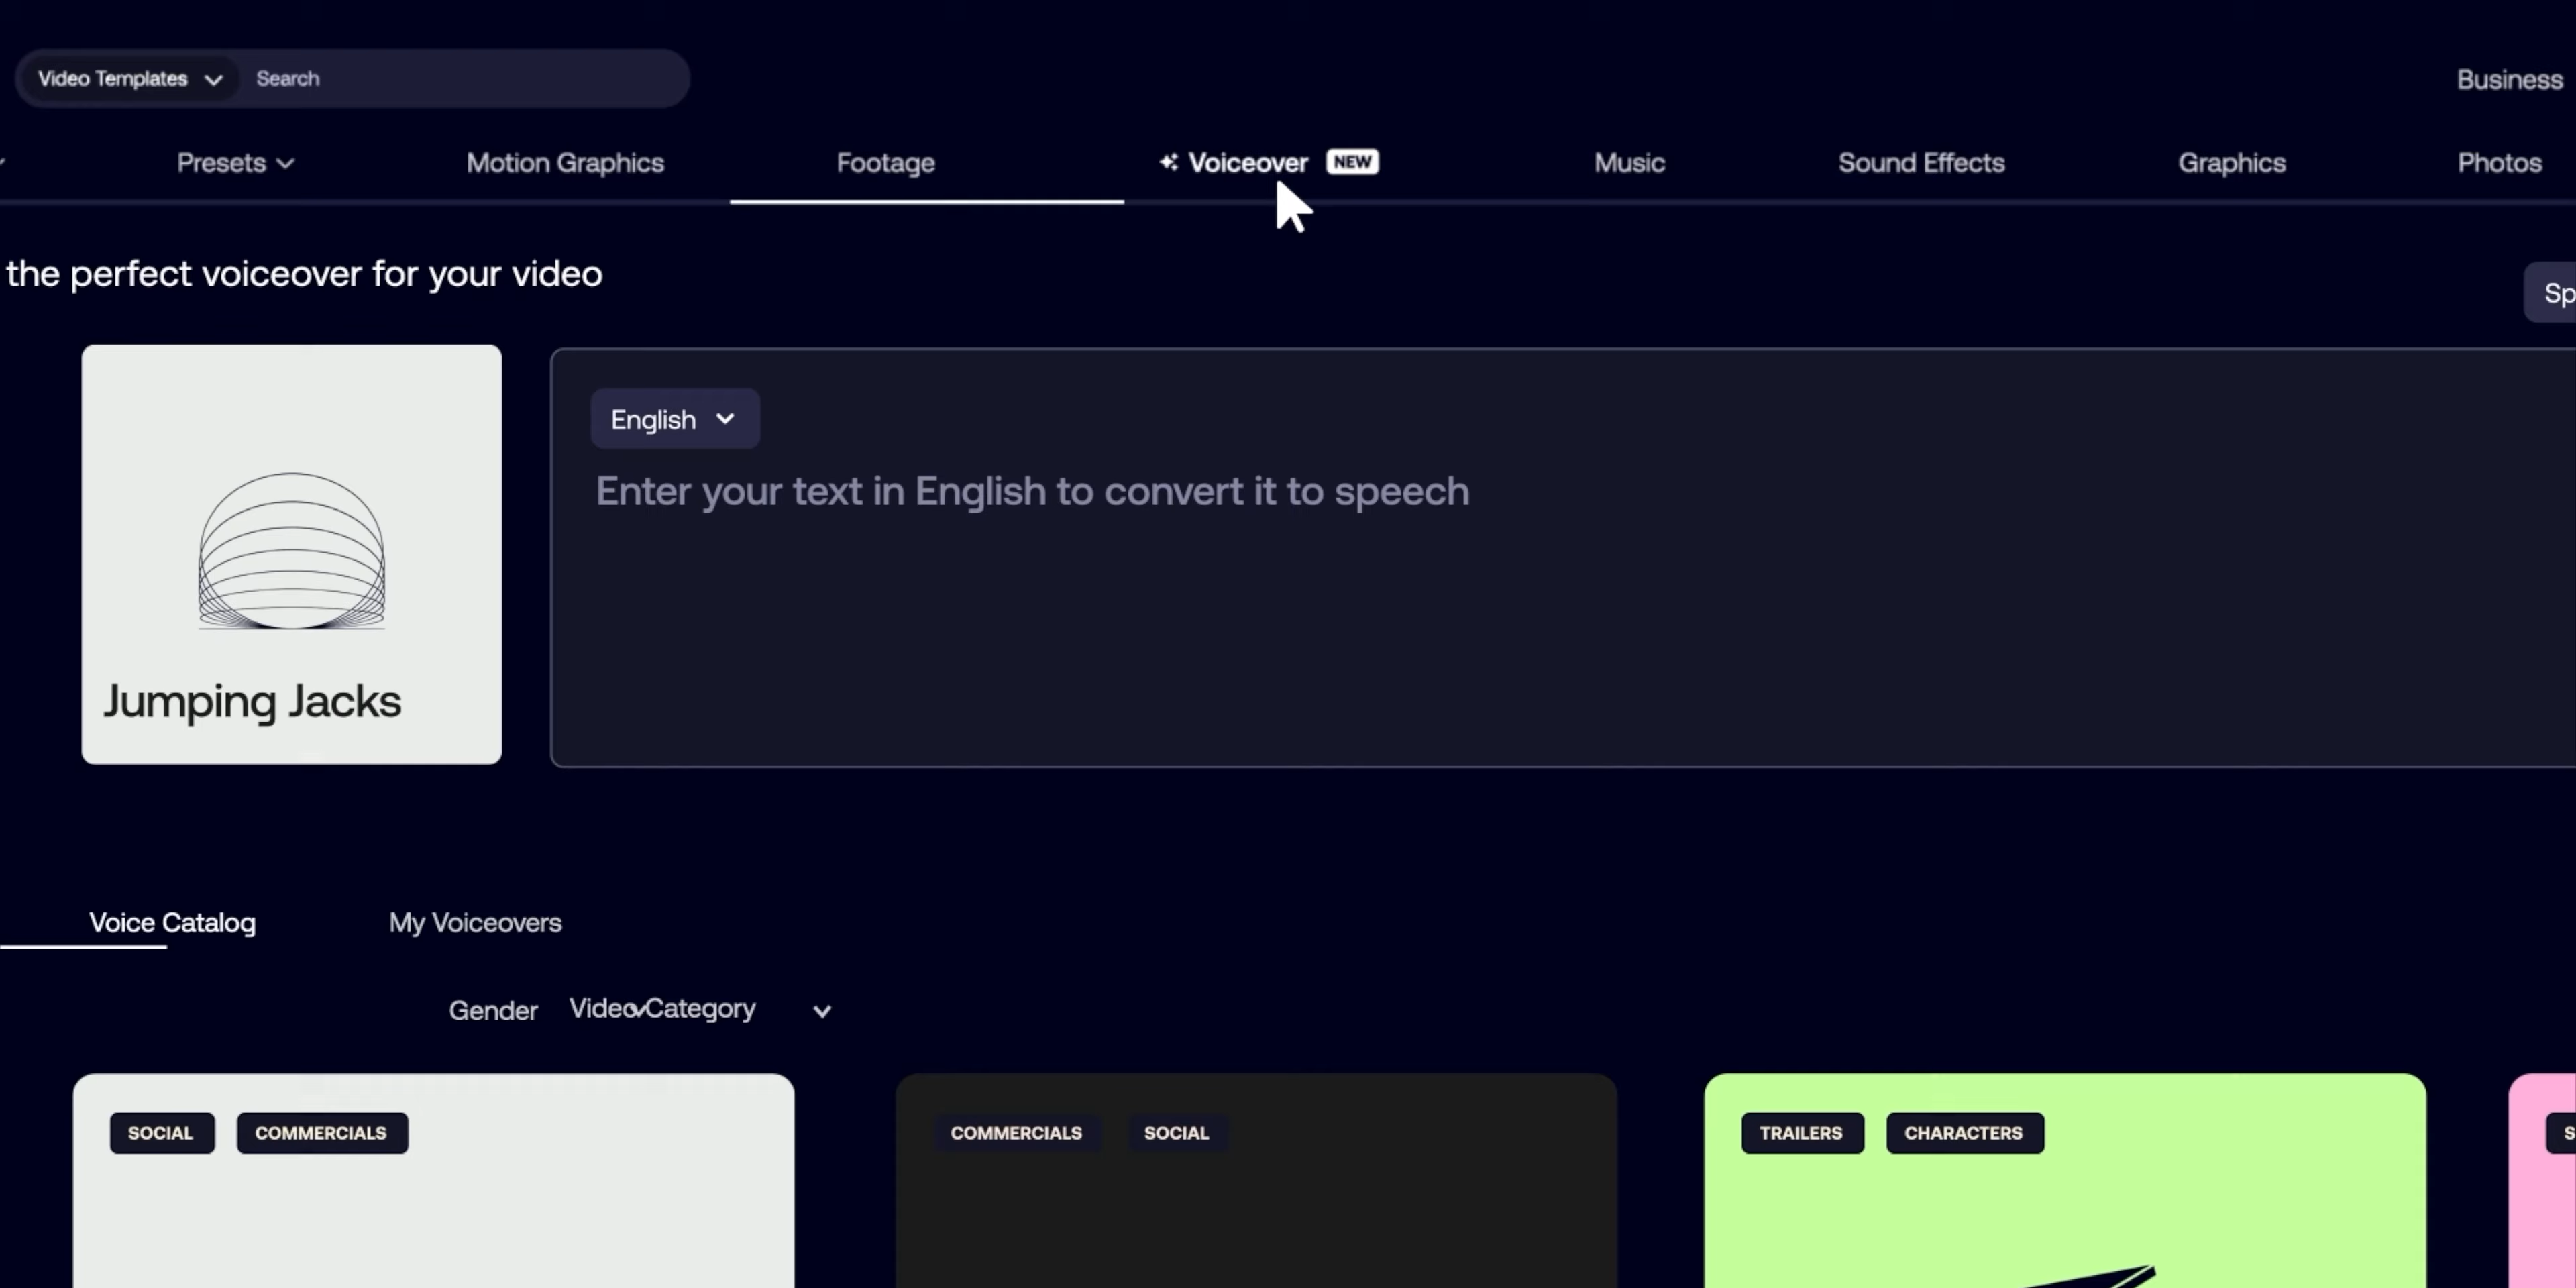 Video Templates Search
Business
Presets Motion Graphics Footage Voiceover NEW Music Sound Effects Graphics Photos
the perfect voiceover for your video
Sp
English
Enter your text in English to convert it to speech
Jumping Jacks
Voice Catalog My Voiceovers
Gender Video Category
SOCIAL COMMERCIALS
COMMERCIALS SOCIAL
TRAILERS CHARACTERS
S